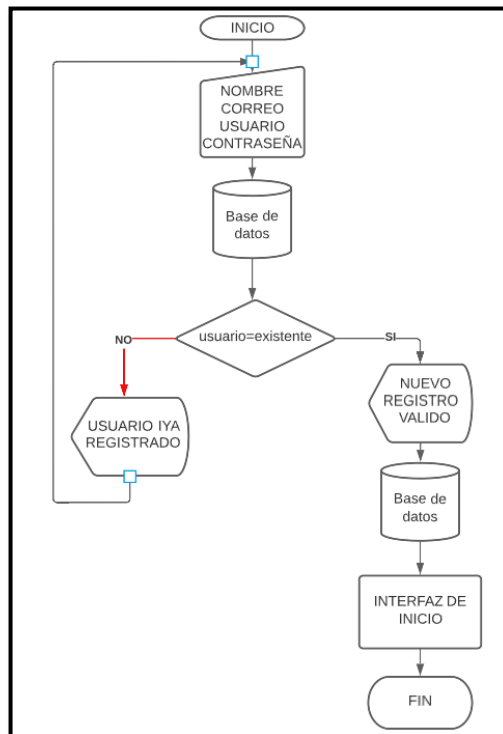 INICIO
NOMBRE
CORREO
USUARIO
CONTRASEÑA
Base de
datos
usuario=existente
NO
SI
USUARIO IYA
REGISTRADO
NUEVO
REGISTRO
VALIDO
Base de
datos
INTERFAZ DE
INICIO
FIN